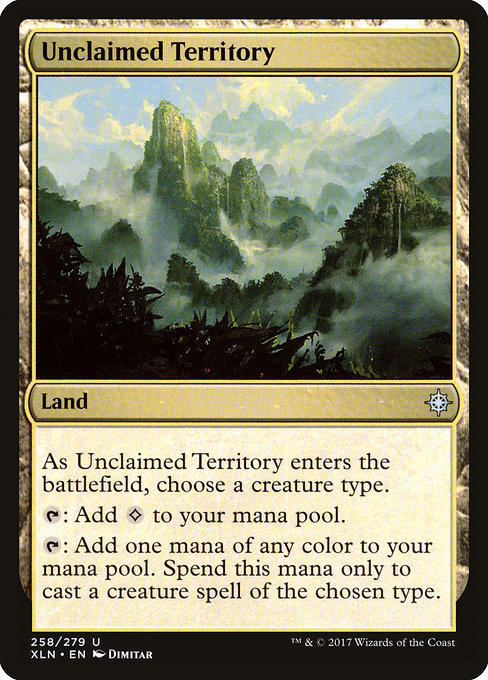 Unclaimed Territory
Land
As Unclaimed Territory enters the
battlefield, choose a creature type.
: Add to your mana pool.
: Add one mana of any color to your
mana pool. Spend this mana only to
cast a creature spell of the chosen type.
258/279 U
XLN • EN Dimitar
™ & © 2017 Wizards of the Coast